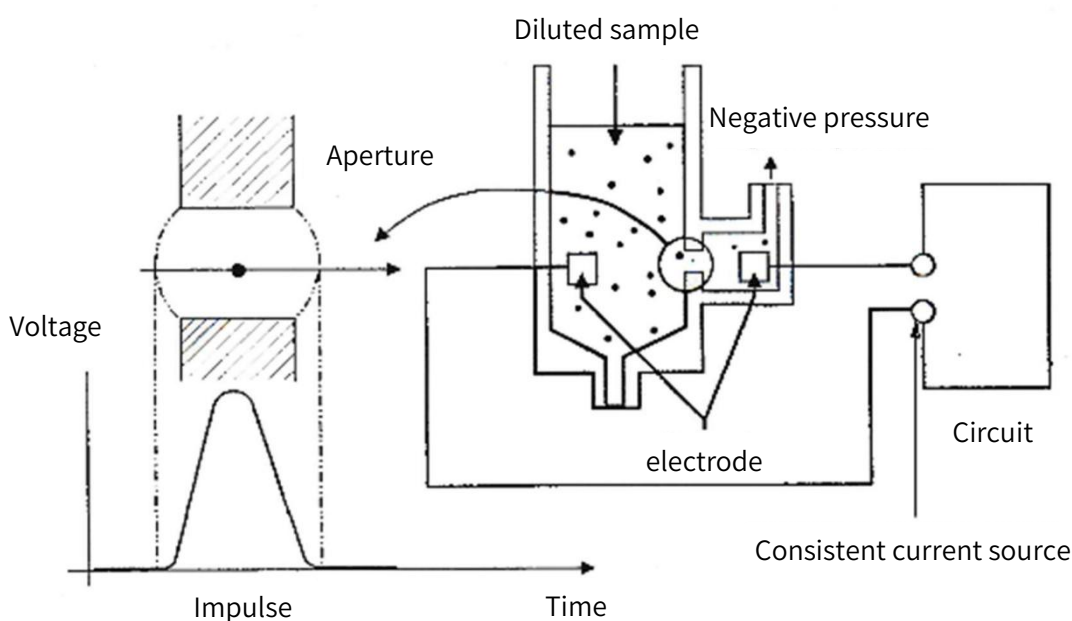 Diluted sample
Negative pressure
Aperture
Voltage
Circuit
electrode
Consistent current source
Impulse
Time